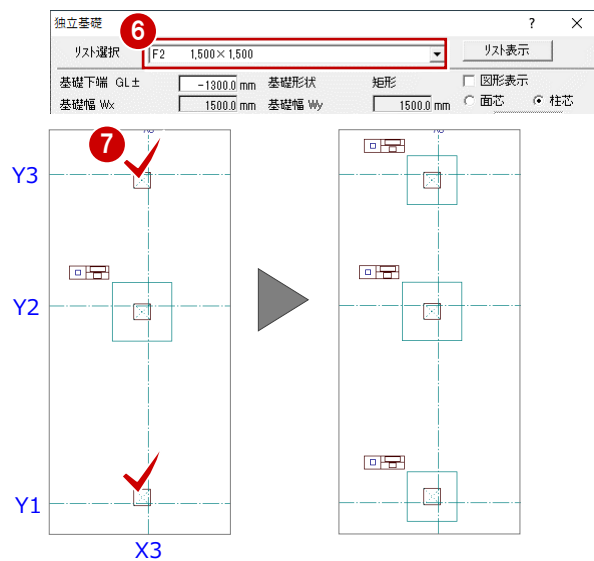 独立基礎 ? ×
6
リスト選択 F2 1,500×1,500 リスト表示
基礎下端 GL± -1300.0 mm 基礎形状 矩形 図形表示
基礎幅 Wx 1500.0 mm 基礎幅 Wy 1500.0 mm 面芯 柱芯
7
Y3
Y2
Y1
X3